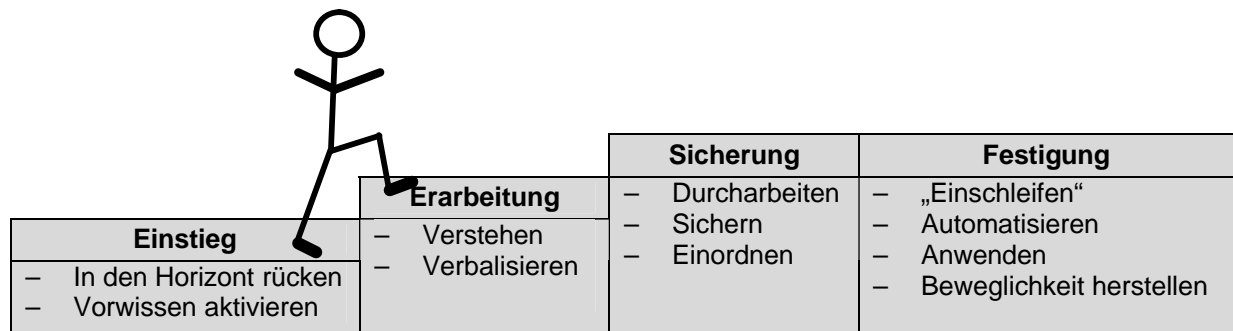 Einstieg
– In den Horizont rücken
– Vorwissen aktivieren
Erarbeitung
– Verstehen
– Verbalisieren
Sicherung
– Durcharbeiten
– Sichern
– Einordnen
Festigung
– „Einschleifen“
– Automatisieren
– Anwenden
– Beweglichkeit herstellen